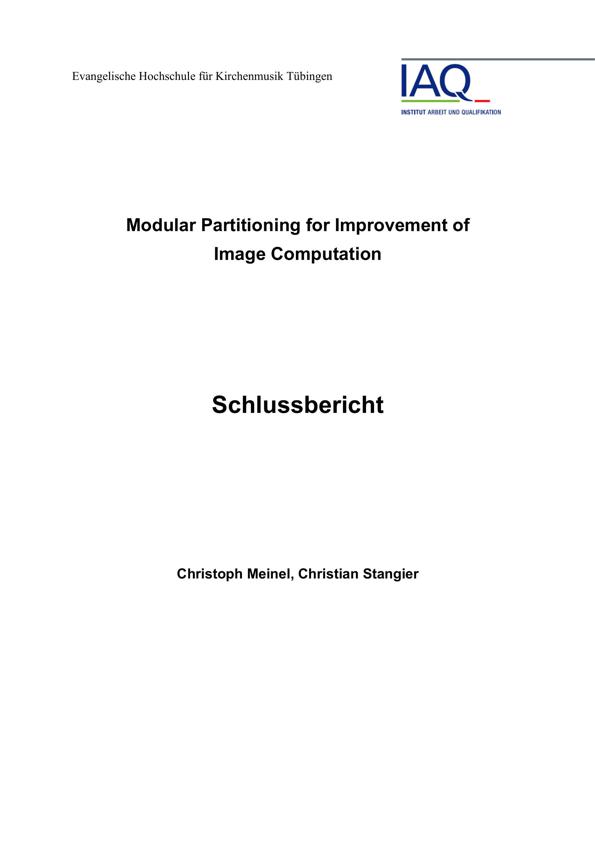 Evangelische Hochschule für Kirchenmusik Tübingen
IAQ
INSTITUT ARBEIT UND QUALIFIKATION
Modular Partitioning for Improvement of
Image Computation
Schlussbericht
Christoph Meinel, Christian Stangier